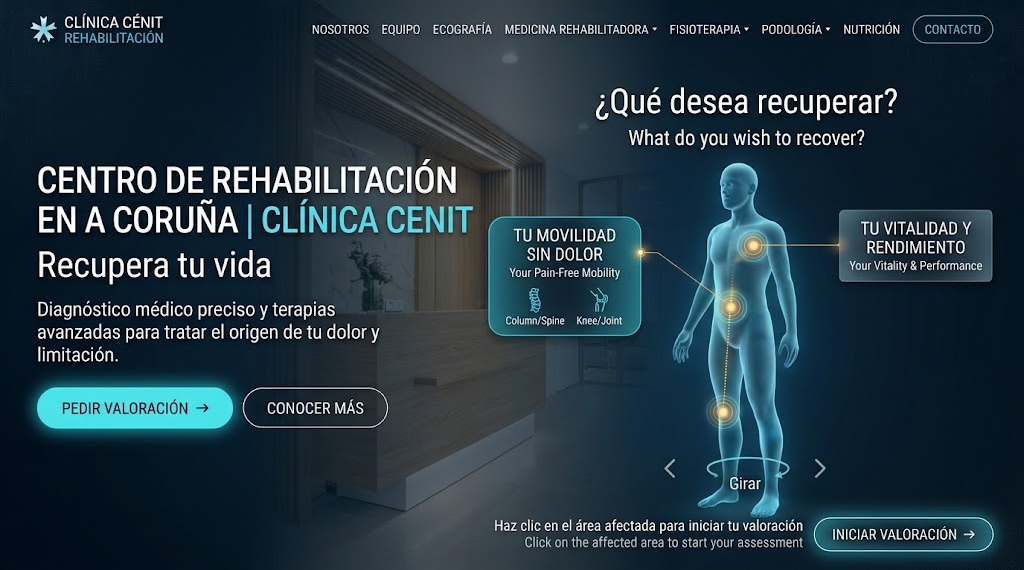 CLÍNICA CÉNIT
REHABILITACIÓN
NOSOTROS EQUIPO ECOGRAFÍA MEDICINA REHABILITADORA FISIOTERAPIA PODOLOGÍA NUTRICIÓN CONTACTO
CENTRO DE REHABILITACIÓN
EN A CORUÑA | CLÍNICA CENIT
Recupera tu vida
Diagnóstico médico preciso y terapias
avanzadas para tratar el origen de tu dolor y
limitación.
PEDIR VALORACIÓN → CONOCER MÁS
¿Qué desea recuperar?
What do you wish to recover?
TU MOVILIDAD
SIN DOLOR
Your Pain-Free Mobility
Column/Spine Knee/Joint
TU VITALIDAD Y
RENDIMIENTO
Your Vitality & Performance
Girar
Haz clic en el área afectada para iniciar tu valoración
Click on the affected area to start your assessment
INICIAR VALORACIÓN →